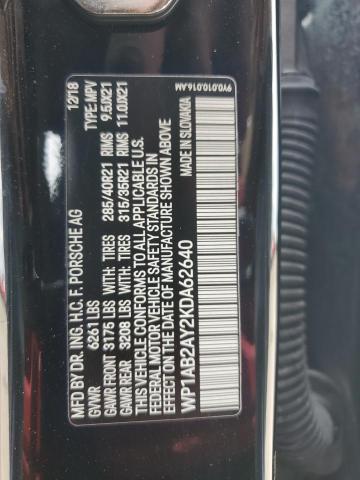 MFD BY DR. ING. H.C. F. PORSCHE AG 12/18
GVWR 6261 LBS TYPE: MPV
GAWR FRONT 3175 LBS WITH: TIRES 285/40R21 RIMS 9.5JX21
GAWR REAR 3208 LBS WITH: TIRES 315/35R21 RIMS 11.0JX21
THIS VEHICLE CONFORMS TO ALL APPLICABLE U.S.
FEDERAL MOTOR VEHICLE SAFETY STANDARDS IN
EFFECT ON THE DATE OF MANUFACTURE SHOWN ABOVE
WP1AB2AY2KDA62640
MADE IN SLOVAKIA
9Y0.010.016.AM